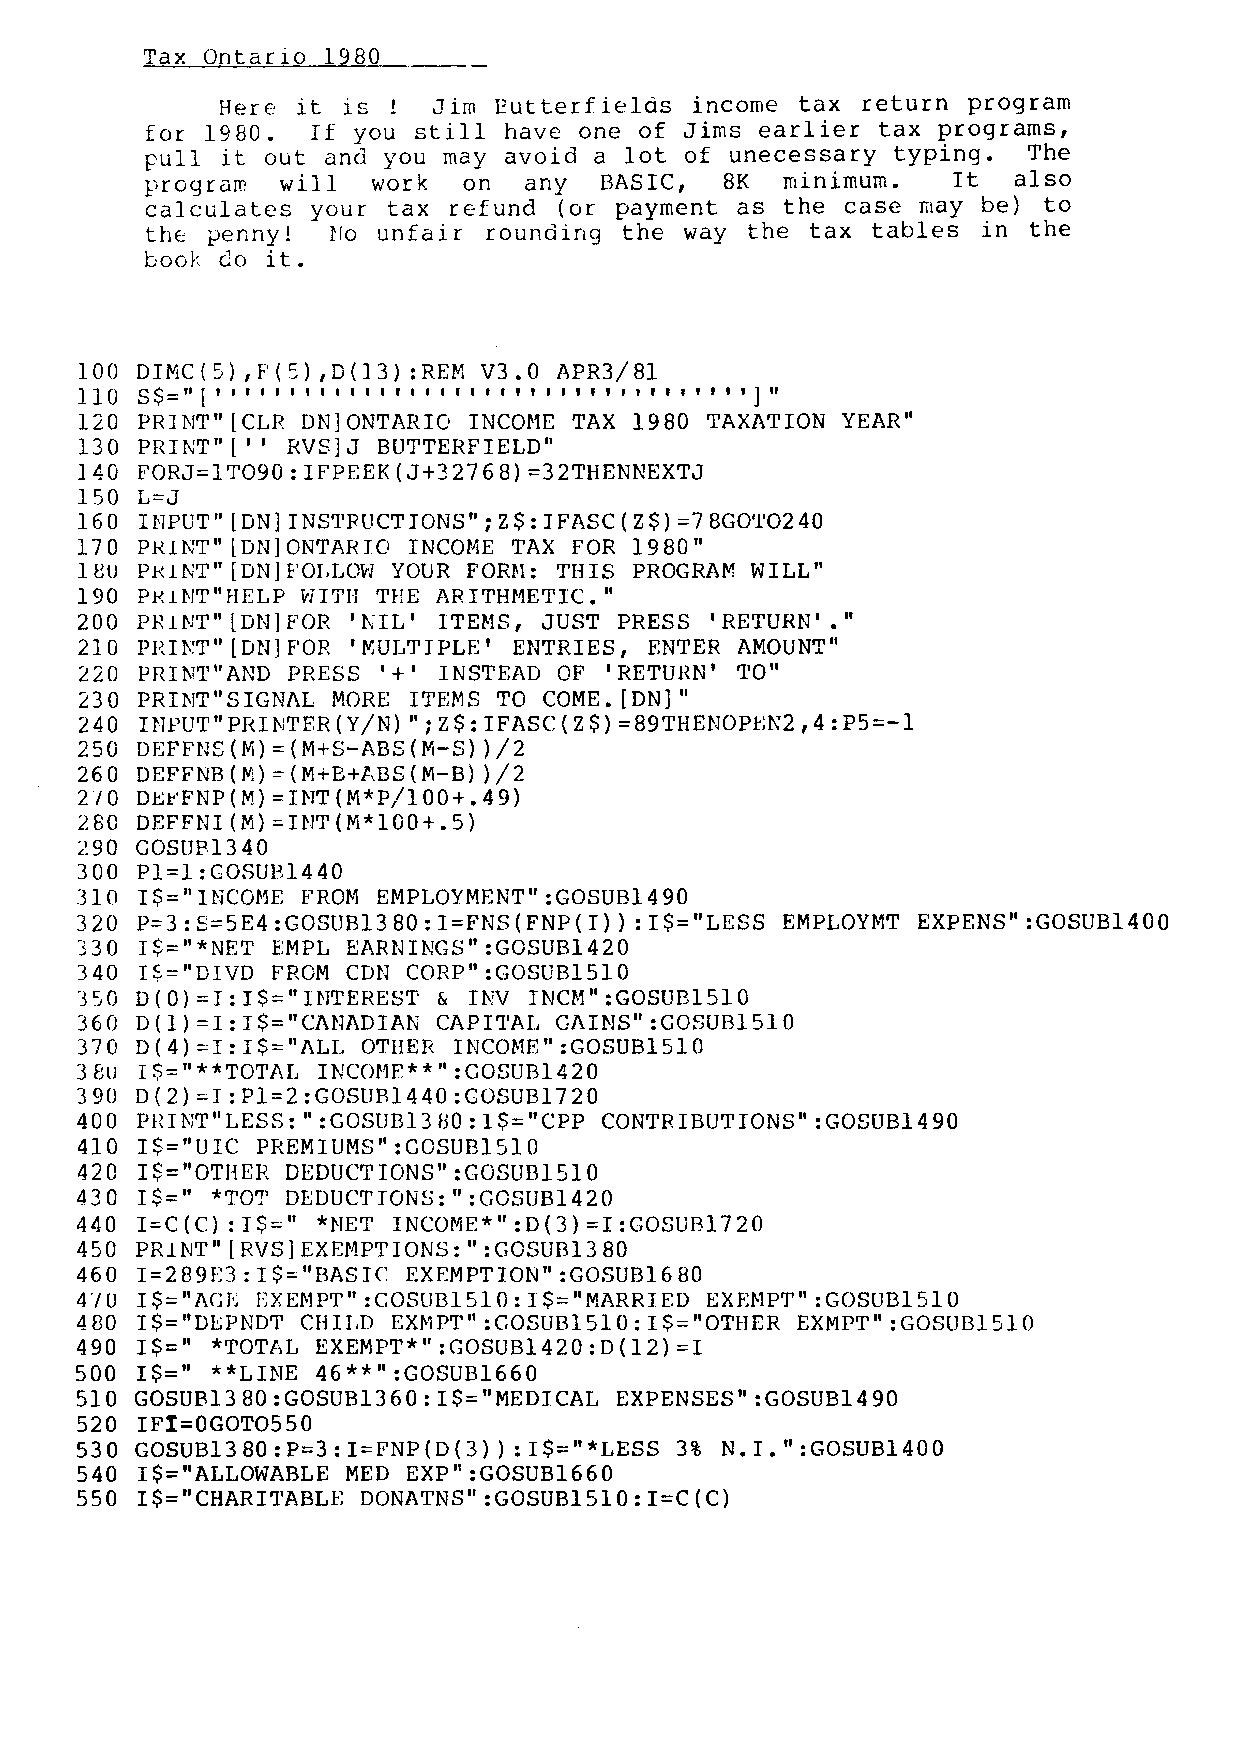 Tax Ontario 1980
Here it is ! Jim Butterfields income tax return program
for 1980. If you still have one of Jims earlier tax programs,
pull it out and you may avoid a lot of unecessary typing. The
program will work on any BASIC, 8K minimum. It also
calculates your tax refund (or payment as the case may be) to
the penny! No unfair rounding the way the tax tables in the
book do it.
100 DIMC(5),F(5),D(13):REM V3.0 APR3/81
110 S$="[''''''''''''''''''''''''''''''''''''']"
120 PRINT"[CLR DN]ONTARIO INCOME TAX 1980 TAXATION YEAR"
130 PRINT"['' RVS]J BUTTERFIELD"
140 FORJ=1TO90:IFPEEK(J+32768)=32THENNEXTJ
150 L=J
160 INPUT"[DN]INSTRUCTIONS";Z$:IFASC(Z$)=78GOTO240
170 PRINT"[DN]ONTARIO INCOME TAX FOR 1980"
180 PRINT"[DN]FOLLOW YOUR FORM: THIS PROGRAM WILL"
190 PRINT"HELP WITH THE ARITHMETIC."
200 PRINT"[DN]FOR 'NIL' ITEMS, JUST PRESS 'RETURN'."
210 PRINT"[DN]FOR 'MULTIPLE' ENTRIES, ENTER AMOUNT"
220 PRINT"AND PRESS '+' INSTEAD OF 'RETURN' TO"
230 PRINT"SIGNAL MORE ITEMS TO COME.[DN]"
240 INPUT"PRINTER(Y/N)";Z$:IFASC(Z$)=89THENOPEN2,4:P5=-1
250 DEFFNS(M)=(M+S-ABS(M-S))/2
260 DEFFNB(M)=(M+B+ABS(M-B))/2
270 DEFFNP(M)=INT(M*P/100+.49)
280 DEFFNI(M)=INT(M*100+.5)
290 GOSUB1340
300 P1=1:GOSUB1440
310 I$="INCOME FROM EMPLOYMENT":GOSUB1490
320 P=3:S=5E4:GOSUB1380:I=FNS(FNP(I)):I$="LESS EMPLOYMT EXPENS":GOSUB1400
330 I$="*NET EMPL EARNINGS":GOSUB1420
340 I$="DIVD FROM CDN CORP":GOSUB1510
350 D(0)=I:I$="INTEREST & INV INCM":GOSUB1510
360 D(1)=I:I$="CANADIAN CAPITAL GAINS":GOSUB1510
370 D(4)=I:I$="ALL OTHER INCOME":GOSUB1510
380 I$="**TOTAL INCOME**":GOSUB1420
390 D(2)=I:P1=2:GOSUB1440:GOSUB1720
400 PRINT"LESS:":GOSUB1380:I$="CPP CONTRIBUTIONS":GOSUB1490
410 I$="UIC PREMIUMS":GOSUB1510
420 I$="OTHER DEDUCTIONS":GOSUB1510
430 I$=" *TOT DEDUCTIONS:":GOSUB1420
440 I=C(C):I$=" *NET INCOME*":D(3)=I:GOSUB1720
450 PRINT"[RVS]EXEMPTIONS:":GOSUB1380
460 I=289E3:I$="BASIC EXEMPTION":GOSUB1680
470 I$="AGE EXEMPT":GOSUB1510:I$="MARRIED EXEMPT":GOSUB1510
480 I$="DEPNDT CHILD EXMPT":GOSUB1510:I$="OTHER EXMPT":GOSUB1510
490 I$=" *TOTAL EXEMPT*":GOSUB1420:D(12)=I
500 I$=" **LINE 46**":GOSUB1660
510 GOSUB1380:GOSUB1360:I$="MEDICAL EXPENSES":GOSUB1490
520 IFI=0GOTO550
530 GOSUB1380:P=3:I=FNP(D(3)):I$="*LESS 3% N.I.":GOSUB1400
540 I$="ALLOWABLE MED EXP":GOSUB1660
550 I$="CHARITABLE DONATNS":GOSUB1510:I=C(C)